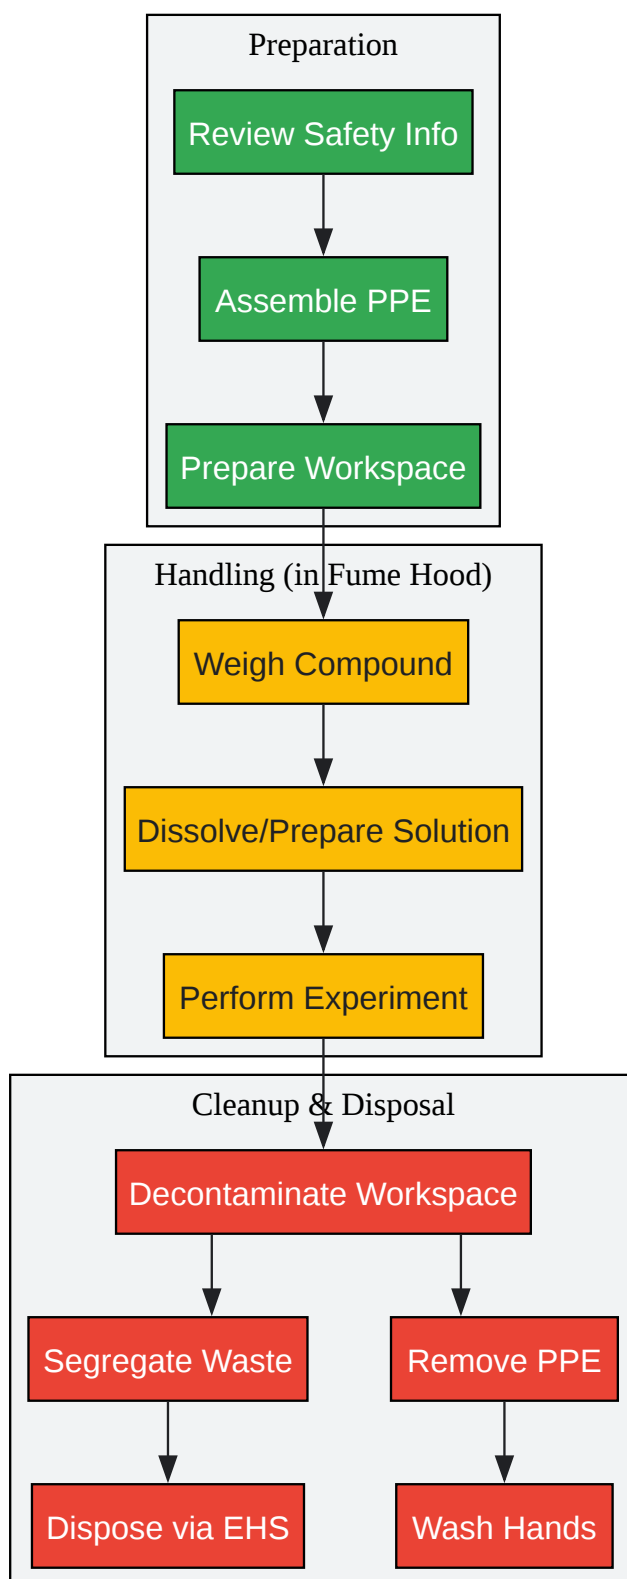 Preparation
Review Safety Info
Assemble PPE
Prepare Workspace
Handling (in Fume Hood)
Weigh Compound
Dissolve/Prepare Solution
Perform Experiment
Cleanup & Disposal
Decontaminate Workspace
Segregate Waste
Remove PPE
Dispose via EHS
Wash Hands